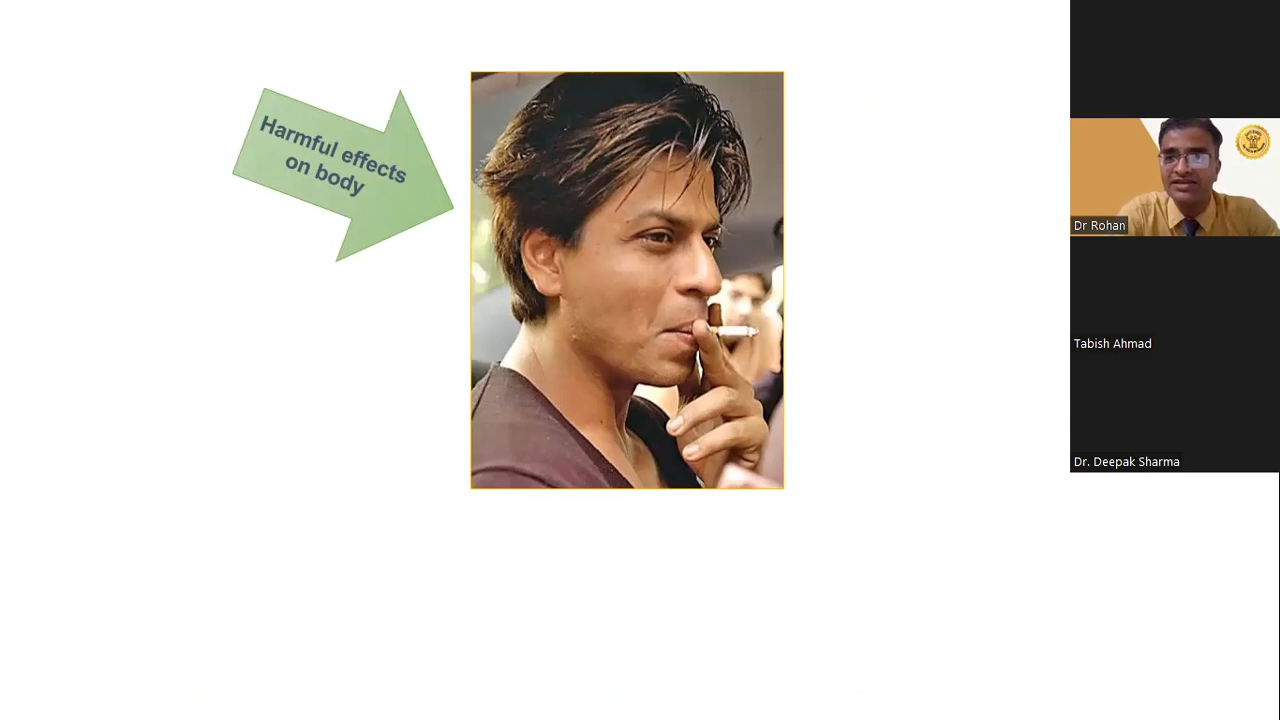 Harmful effects
on body
Dr Rohan
Tabish Ahmad
Dr. Deepak Sharma